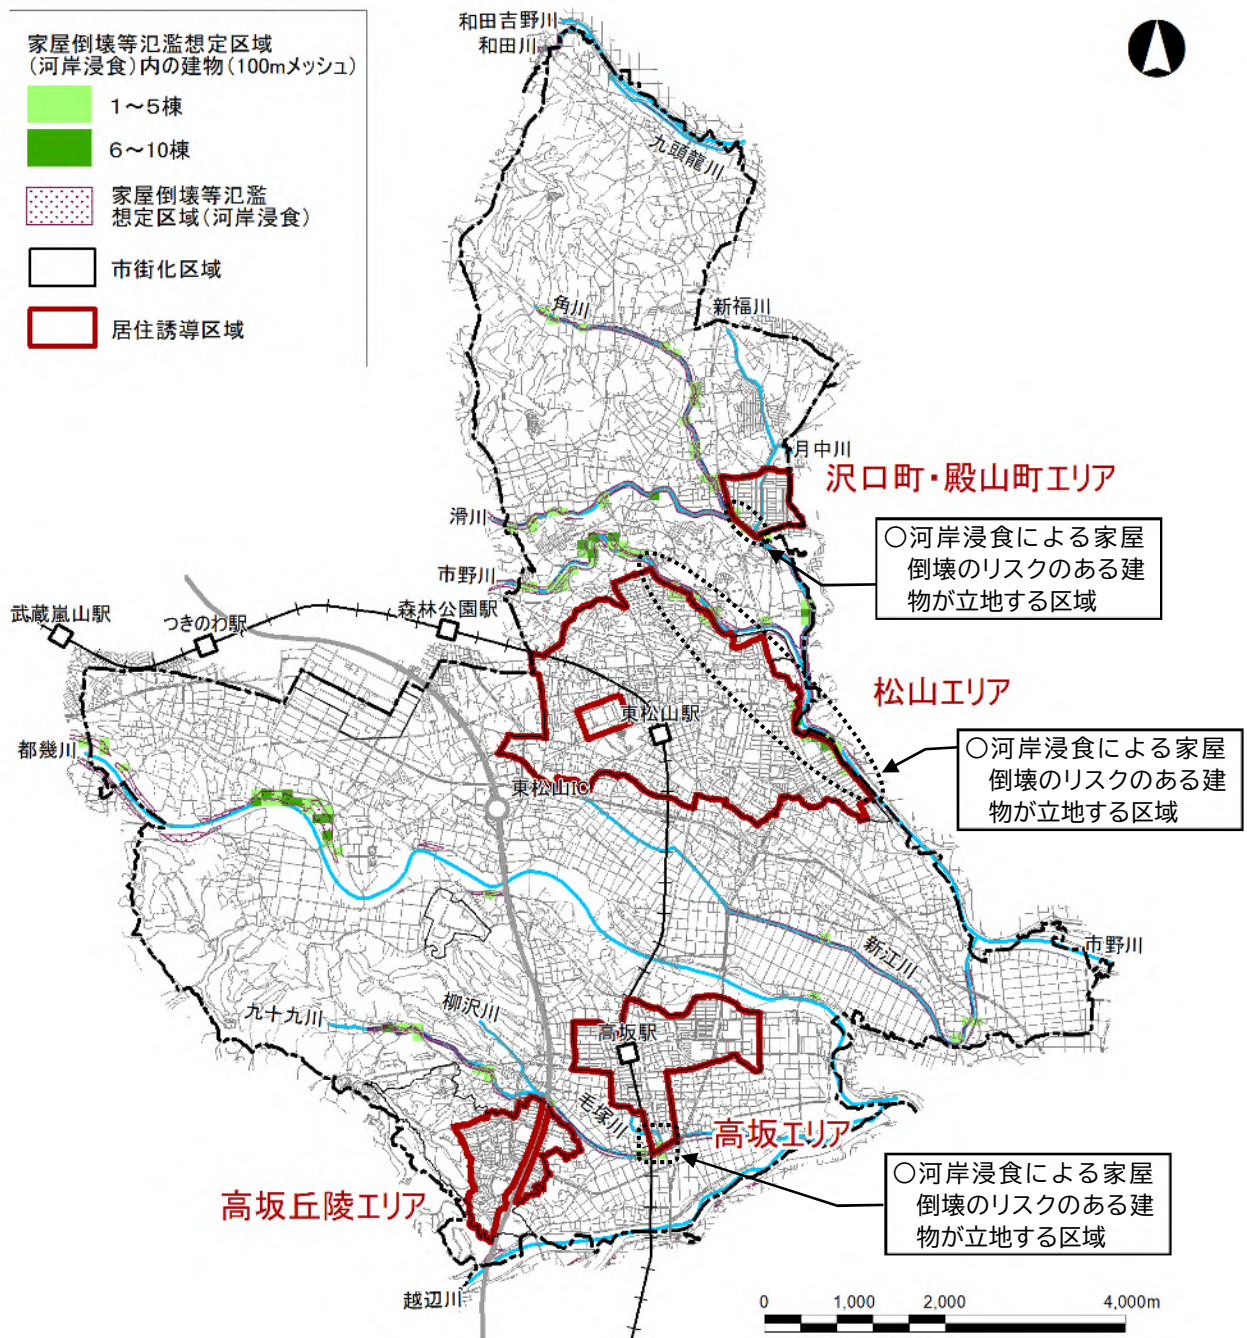 家屋倒壊等氾濫想定区域
(河岸浸食)内の建物(100mメッシュ)
1～5棟
6～10棟
家屋倒壊等氾濫
想定区域(河岸浸食)
市街化区域
居住誘導区域
和田吉野川
和田川
九頭龍川
角川
新福川
月中川
沢口町・殿山町エリア
滑川
○河岸浸食による家屋
倒壊のリスクのある建
物が立地する区域
市野川
武蔵嵐山駅
つきのわ駅
森林公園駅
松山エリア
東松山駅
都幾川
○河岸浸食による家屋
倒壊のリスクのある建
物が立地する区域
東松山IC
新江川
市野川
九十九川
柳沢川
高坂駅
毛塚川
高坂エリア
○河岸浸食による家屋
倒壊のリスクのある建
物が立地する区域
高坂丘陵エリア
越辺川
0 1,000 2,000 4,000m